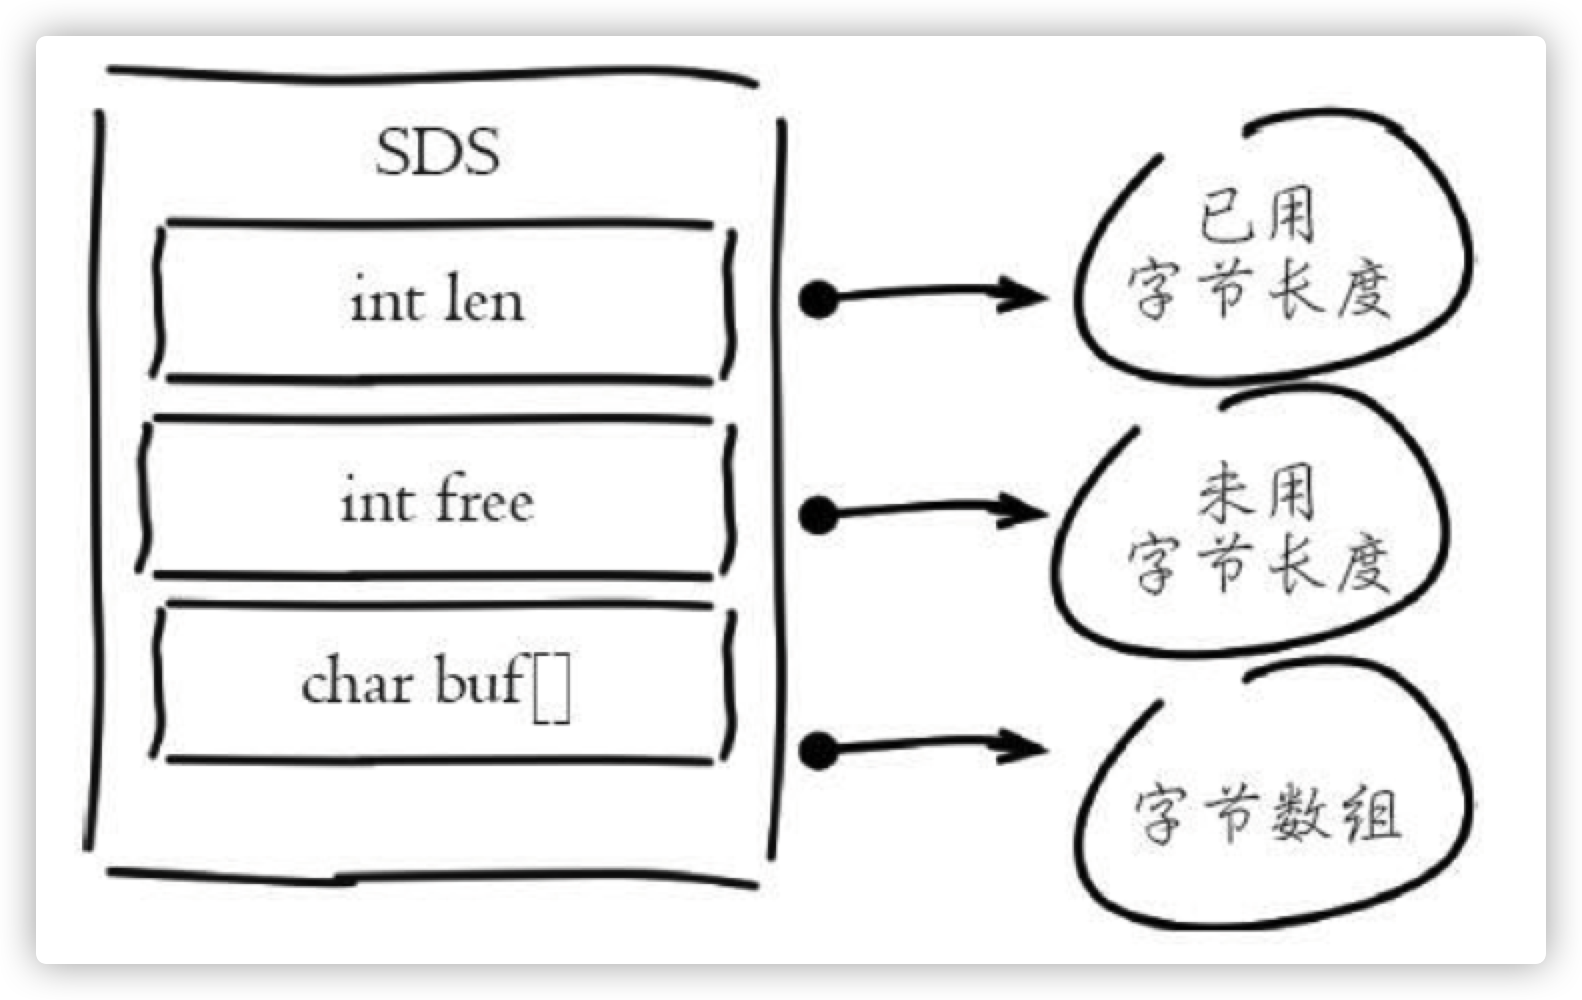 SDS
int len
已用
字节长度
int free
未用
字节长度
char buf[]
字节数组